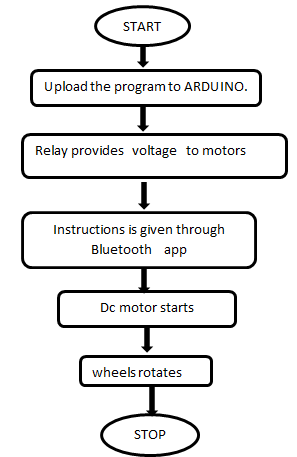 START
Upload the program to ARDUINO.
Relay provides voltage to motors
Instructions is given through
Bluetooth app
Dc motor starts
wheels rotates
STOP